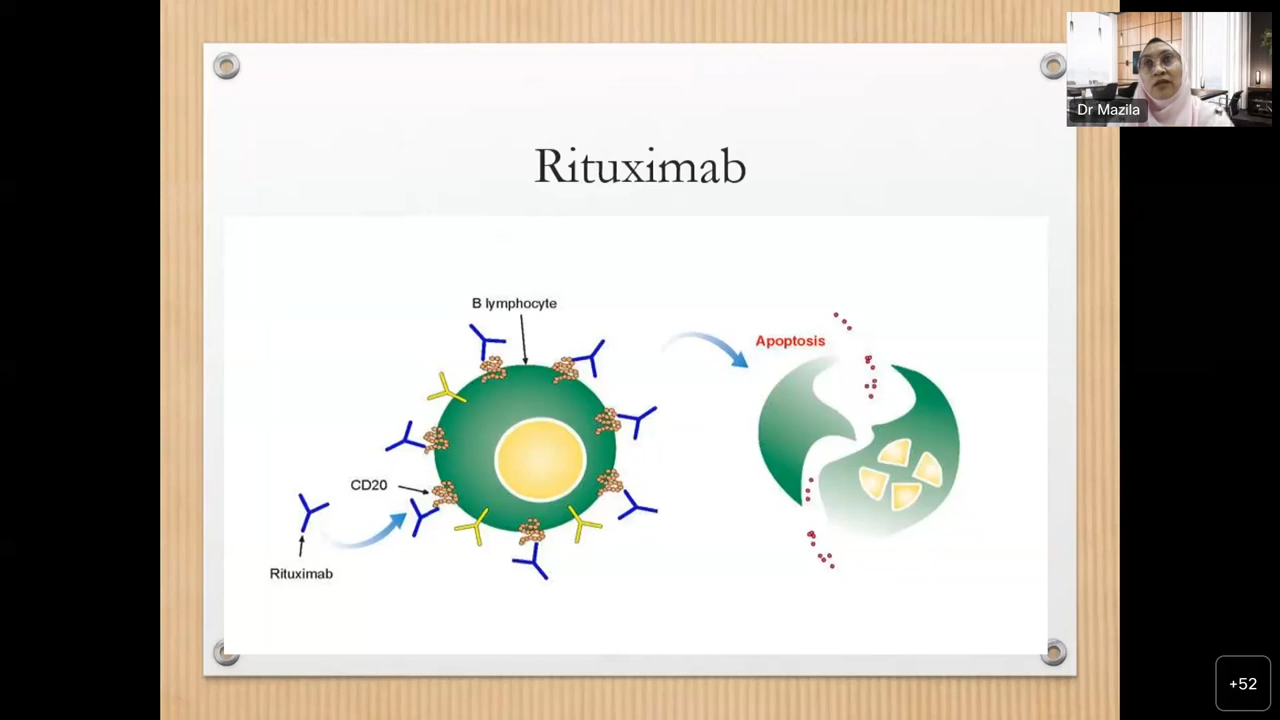 Dr Mazila
Rituximab
B lymphocyte
Apoptosis
CD20
Rituximab
+52